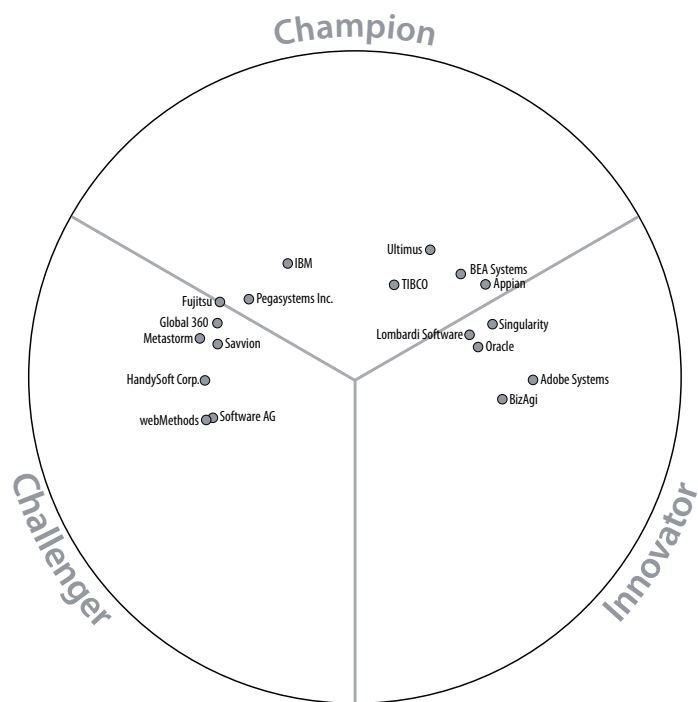 Champion
Ultimus
IBM
BEA Systems
TIBCO
Appian
Pegasystems Inc.
Fujitsu
Global 360
Singularity
Metastorm
Lombardi Software
Savvion
Oracle
HandySoft Corp.
Adobe Systems
BizAgi
Software AG
webMethods
Challenger
Innovator